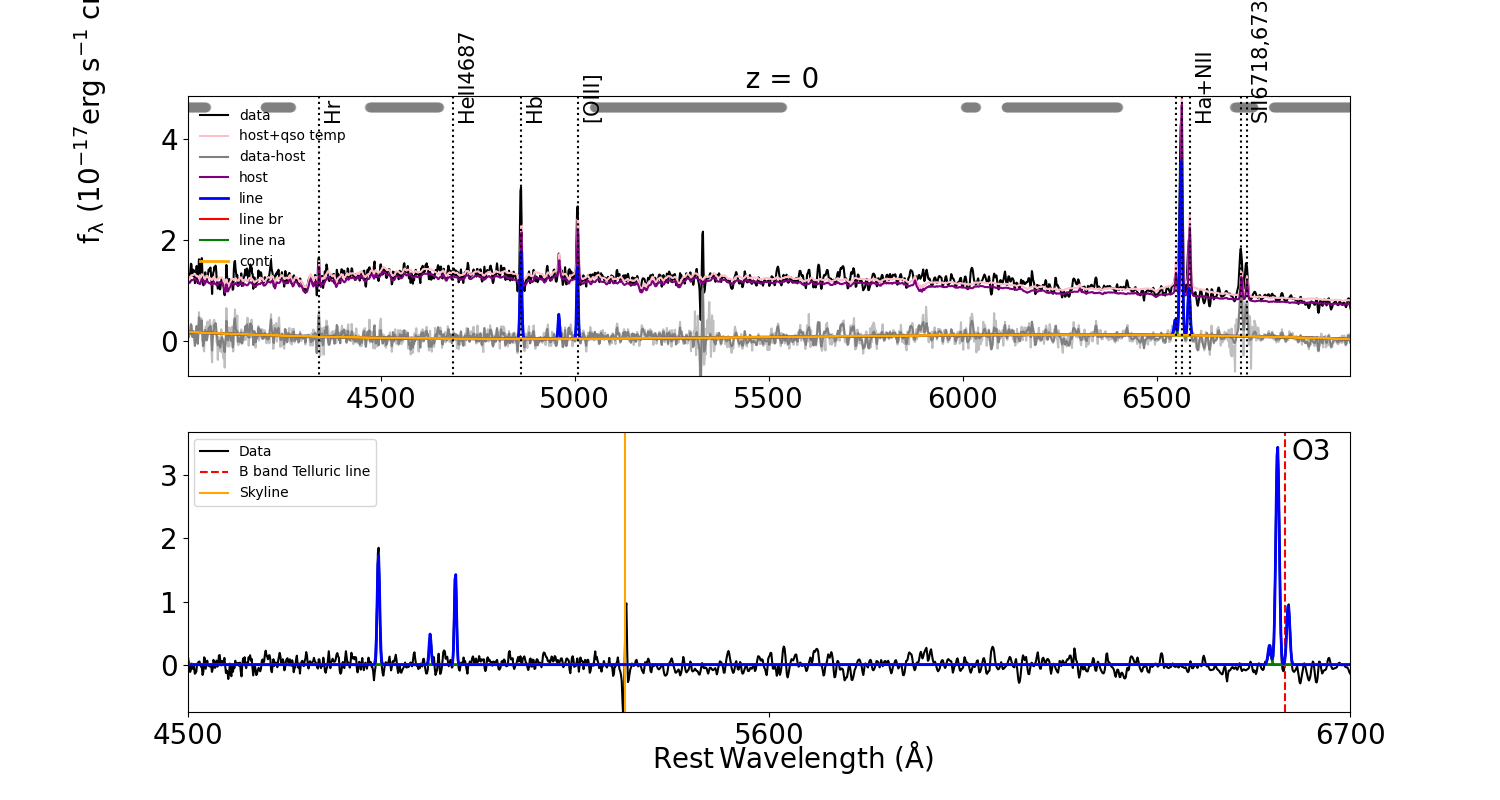 z = 0
f_λ (10^−17 erg s^−1 c
Hr
HeII4687
Hb
[OIII]
Ha+NII
SII6718,673
data
host+qso temp
data-host
host
line
line br
line na
conti
4
2
0
4500 5000 5500 6000 6500
Data
B band Telluric line
Skyline
O3
3
2
1
0
4500 5600 6700
Rest Wavelength (Å)